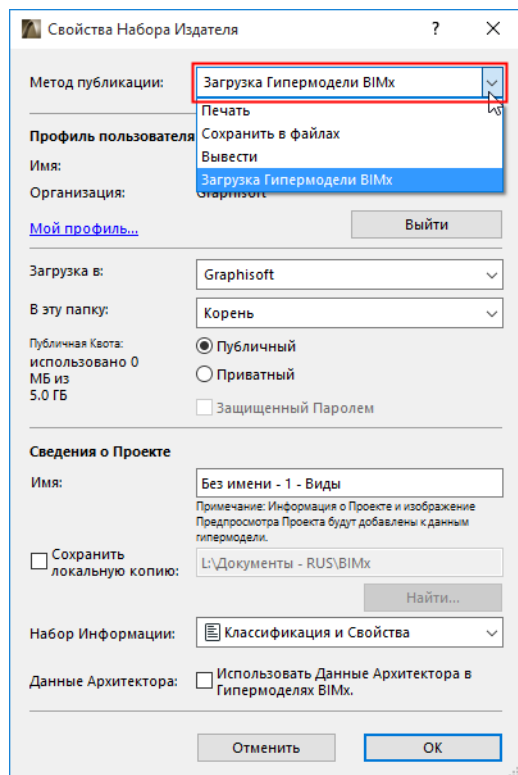 Свойства Набора Издателя
?
Метод публикации: Загрузка Гипермодели BIMx
Печать
Сохранить в файлах
Вывести
Загрузка Гипермодели BIMx
Профиль пользователя
Имя:
Организация: Graphisoft
Мой профиль...
Выйти
Загрузка в: Graphisoft
В эту папку: Корень
Публичная Квота:
использовано 0
МБ из
5.0 ГБ
Публичный
Приватный
Защищенный Паролем
Сведения о Проекте
Имя: Без имени - 1 - Виды
Примечание: Информация о Проекте и изображение
Предпросмотра Проекта будут добавлены к данным
гипермодели.
Сохранить
локальную копию:
L:\Документы - RUS\BIMx
Найти...
Набор Информации: Классификация и Свойства
Данные Архитектора:
Использовать Данные Архитектора в
Гипермоделях BIMx.
Отменить
OK